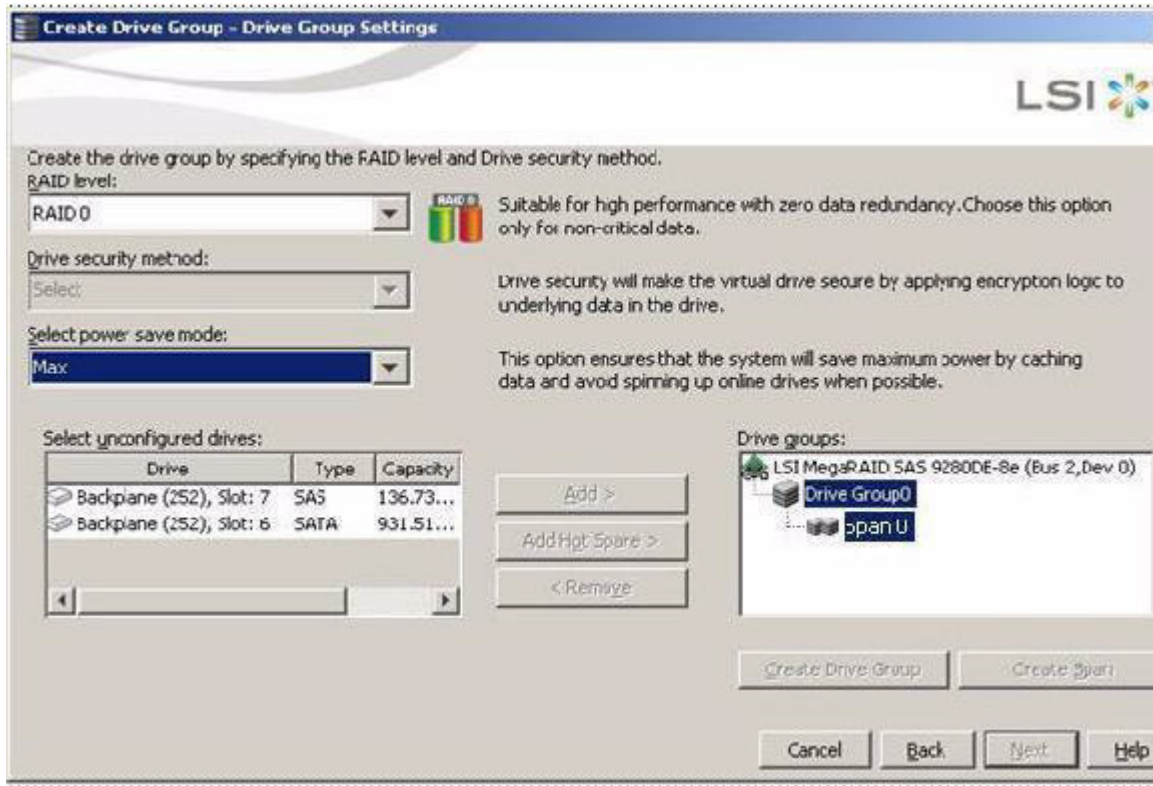 Create Drive Group - Drive Group Settings
LSI
Create the drive group by specifying the RAID level and Drive security method.
RAID level:
RAID 0
RAID 0
Suitable for high performance with zero data redundancy.Choose this option
only for non-critical data.
Drive security method:
Select
Drive security will make the virtual drive secure by applying encryption logic to
underlying data in the drive.
Select power save mode:
Max
This option ensures that the system will save maximum power by caching
data and avoid spinning up online drives when possible.
Select unconfigured drives:
Drive Type Capacity
Backplane (252), Slot: 7 SAS 136.73...
Backplane (252), Slot: 6 SATA 931.51...
Add >
Add Hot Spare >
< Remove
Drive groups:
LSI MegaRAID SAS 9280DE-8e (Bus 2,Dev 0)
Drive Group0
Span 0
Create Drive Group
Create Span
Cancel
Back
Next
Help